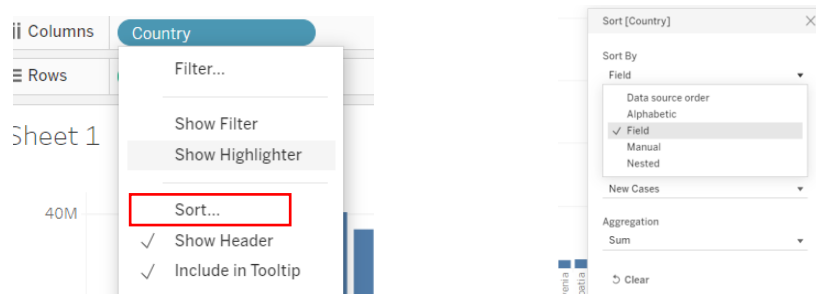 Columns
Country
Rows
Filter...
Show Filter
Sheet 1
Show Highlighter
40M
Sort...
Show Header
Include in Tooltip
Sort [Country]
Sort By
Field
Data source order
Alphabetic
Field
Manual
Nested
New Cases
Aggregation
Sum
Clear